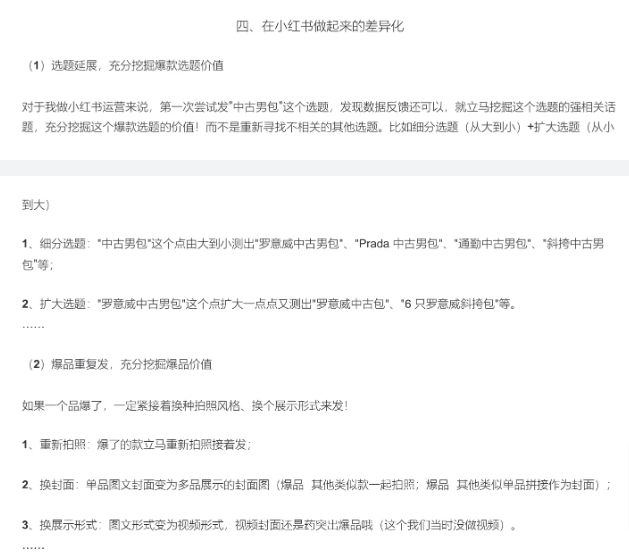 四、在小红书做起来的差异化
（1）选题延展，充分挖掘爆款选题价值
对于我做小红书运营来说，第一次尝试发"中古男包"这个选题，发现数据反馈还可以，就立马挖掘这个选题的强相关话
题，充分挖掘这个爆款选题的价值！而不是重新寻找不相关的其他选题。比如细分选题（从大到小）+扩大选题（从小
到大）
1、细分选题："中古男包"这个点由大到小测出"罗意威中古男包"、"Prada 中古男包"、"通勤中古男包"、"斜挎中古男
包"等；
2、扩大选题："罗意威中古男包"这个点扩大一点点又测出"罗意威中古包"、"6 只罗意威斜挎包"等。
……
（2）爆品重复发，充分挖掘爆品价值
如果一个品爆了，一定紧接着换种拍照风格、换个展示形式来发！
1、重新拍照：爆了的款立马重新拍照接着发；
2、换封面：单品图文封面变为多品展示的封面图（爆品 其他类似款一起拍照；爆品 其他类似单品拼接作为封面）；
3、换展示形式：图文形式变为视频形式，视频封面还是药突出爆品哦（这个我们当时没做视频）。
……